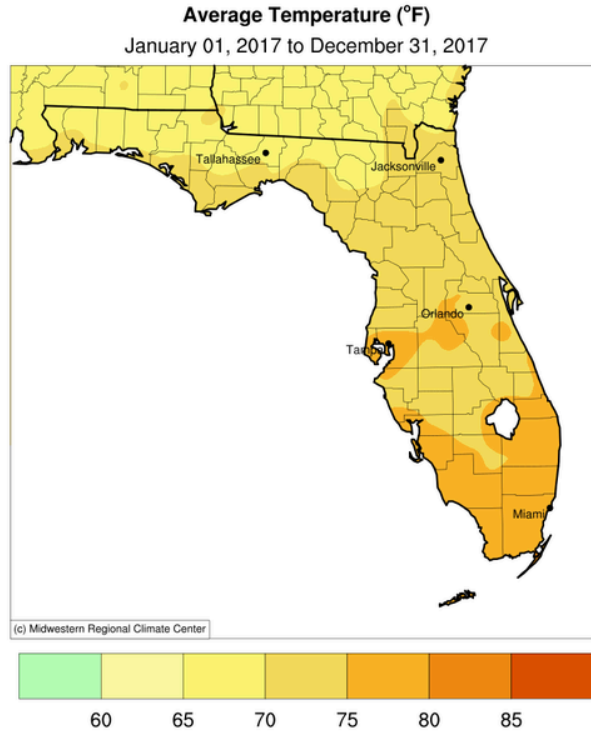 Average Temperature (°F)
January 01, 2017 to December 31, 2017
Tallahassee
Jacksonville
Orlando
Tampa
Miami
(c) Midwestern Regional Climate Center
60 65 70 75 80 85